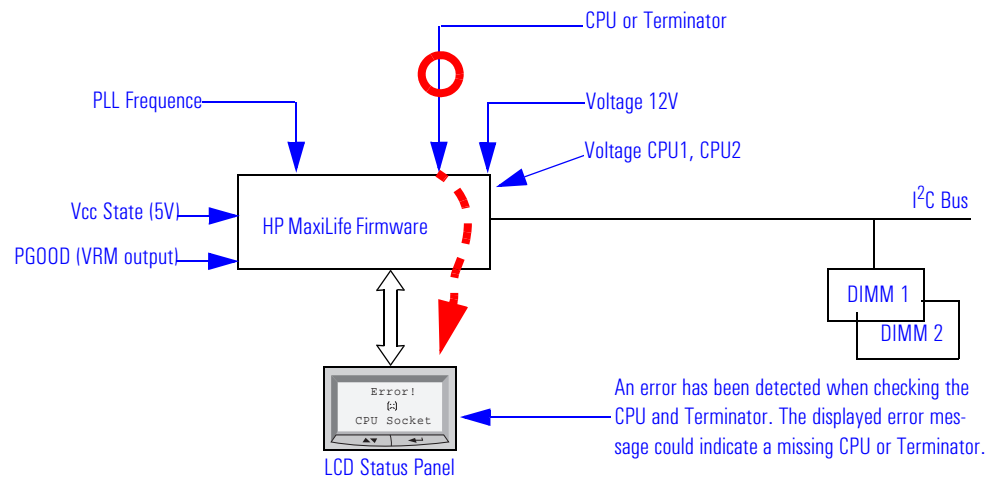 CPU or Terminator
PLL Frequence
Voltage 12V
Voltage CPU1, CPU2
Vcc State (5V)
HP MaxiLife Firmware
I²C Bus
PGOOD (VRM output)
DIMM 1
DIMM 2
Error!
(:)
CPU Socket
An error has been detected when checking the
CPU and Terminator. The displayed error mes-
sage could indicate a missing CPU or Terminator.
LCD Status Panel